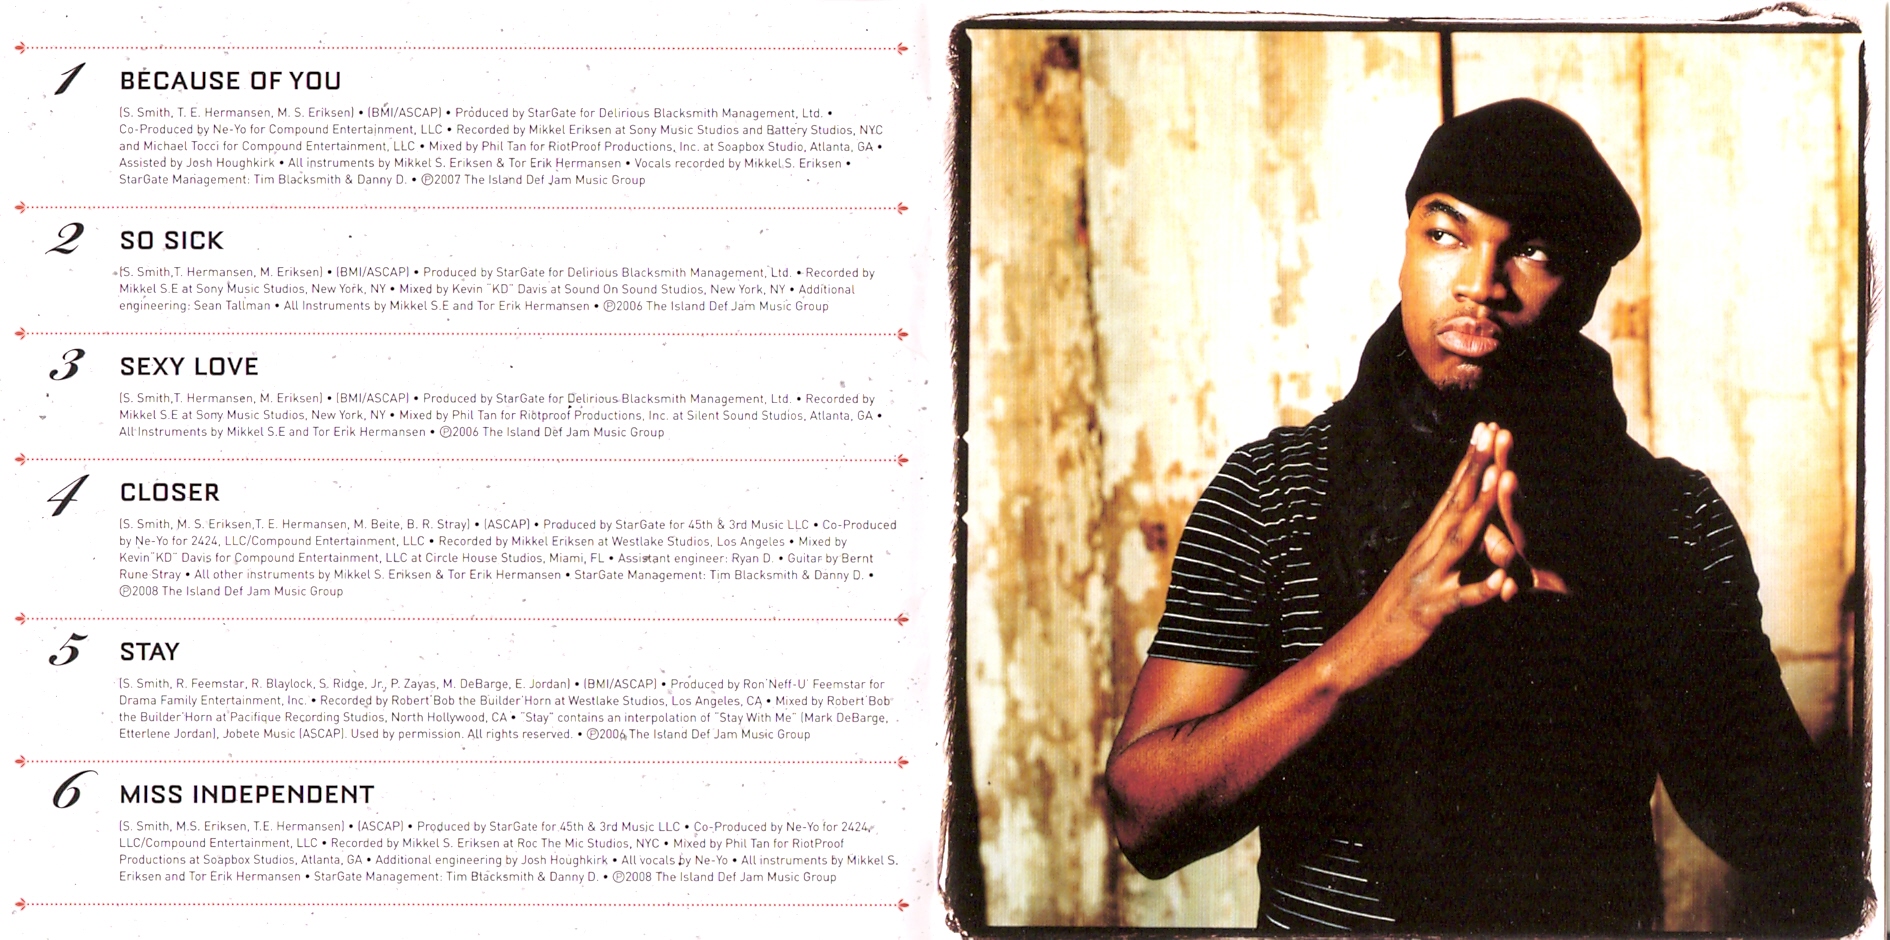 1
BECAUSE OF YOU
(S. Smith, T. E. Hermansen, M. S. Eriksen) • (BMI/ASCAP) • Produced by StarGate for Delirious Blacksmith Management, Ltd. •
Co-Produced by Ne-Yo for Compound Entertainment, LLC • Recorded by Mikkel Eriksen at Sony Music Studios and Battery Studios, NYC
and Michael Tocci for Compound Entertainment, LLC • Mixed by Phil Tan for RiotProof Productions, Inc. at Soapbox Studio, Atlanta, GA •
Assisted by Josh Houghkirk • All instruments by Mikkel S. Eriksen & Tor Erik Hermansen • Vocals recorded by Mikkel.S. Eriksen •
StarGate Management: Tim Blacksmith & Danny D. • ℗2007 The Island Def Jam Music Group
2
SO SICK
(S. Smith,T. Hermansen, M. Eriksen) • (BMI/ASCAP) • Produced by StarGate for Delirious Blacksmith Management, Ltd. • Recorded by
Mikkel S.E at Sony Music Studios, New York, NY • Mixed by Kevin "KD" Davis at Sound On Sound Studios, New York, NY • Additional
engineering: Sean Tallman • All Instruments by Mikkel S.E and Tor Erik Hermansen • ℗2006 The Island Def Jam Music Group
3
SEXY LOVE
(S. Smith,T. Hermansen, M. Eriksen) • (BMI/ASCAP) • Produced by StarGate for Delirious Blacksmith Management, Ltd. • Recorded by
Mikkel S.E at Sony Music Studios, New York, NY • Mixed by Phil Tan for Riotproof Productions, Inc. at Silent Sound Studios, Atlanta, GA •
All Instruments by Mikkel S.E and Tor Erik Hermansen • ℗2006 The Island Def Jam Music Group
4
CLOSER
(S. Smith, M. S. Eriksen,T. E. Hermansen, M. Beite, B. R. Stray) • (ASCAP) • Produced by StarGate for 45th & 3rd Music LLC • Co-Produced
by Ne-Yo for 2424, LLC/Compound Entertainment, LLC • Recorded by Mikkel Eriksen at Westlake Studios, Los Angeles • Mixed by
Kevin"KD" Davis for Compound Entertainment, LLC at Circle House Studios, Miami, FL • Assistant engineer: Ryan D. • Guitar by Bernt
Rune Stray • All other instruments by Mikkel S. Eriksen & Tor Erik Hermansen • StarGate Management: Tim Blacksmith & Danny D. •
℗2008 The Island Def Jam Music Group
5
STAY
(S. Smith, R. Feemstar, R. Blaylock, S. Ridge, Jr., P. Zayas, M. DeBarge, E. Jordan) • (BMI/ASCAP) • Produced by Ron'Neff-U' Feemstar for
Drama Family Entertainment, Inc. • Recorded by Robert'Bob the Builder'Horn at Westlake Studios, Los Angeles, CA • Mixed by Robert'Bob
the Builder'Horn at Pacifique Recording Studios, North Hollywood, CA • "Stay" contains an interpolation of "Stay With Me" (Mark DeBarge,
Etterlene Jordan), Jobete Music (ASCAP). Used by permission. All rights reserved. • ℗2006 The Island Def Jam Music Group
6
MISS INDEPENDENT
(S. Smith, M.S. Eriksen, T.E. Hermansen) • (ASCAP) • Produced by StarGate for 45th & 3rd Music LLC • Co-Produced by Ne-Yo for 2424,
LLC/Compound Entertainment, LLC • Recorded by Mikkel S. Eriksen at Roc The Mic Studios, NYC • Mixed by Phil Tan for RiotProof
Productions at Soapbox Studios, Atlanta, GA • Additional engineering by Josh Houghkirk • All vocals by Ne-Yo • All instruments by Mikkel S.
Eriksen and Tor Erik Hermansen • StarGate Management: Tim Blacksmith & Danny D. • ℗2008 The Island Def Jam Music Group